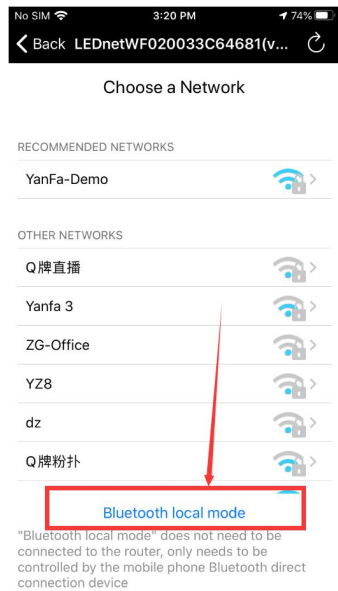 No SIM 3:20 PM 74%
Back LEDnetWF020033C64681(v...
Choose a Network
RECOMMENDED NETWORKS
YanFa-Demo
OTHER NETWORKS
Q牌直播
Yanfa 3
ZG-Office
YZ8
dz
Q牌粉扑
Bluetooth local mode
"Bluetooth local mode" does not need to be
connected to the router, only needs to be
controlled by the mobile phone Bluetooth direct
connection device